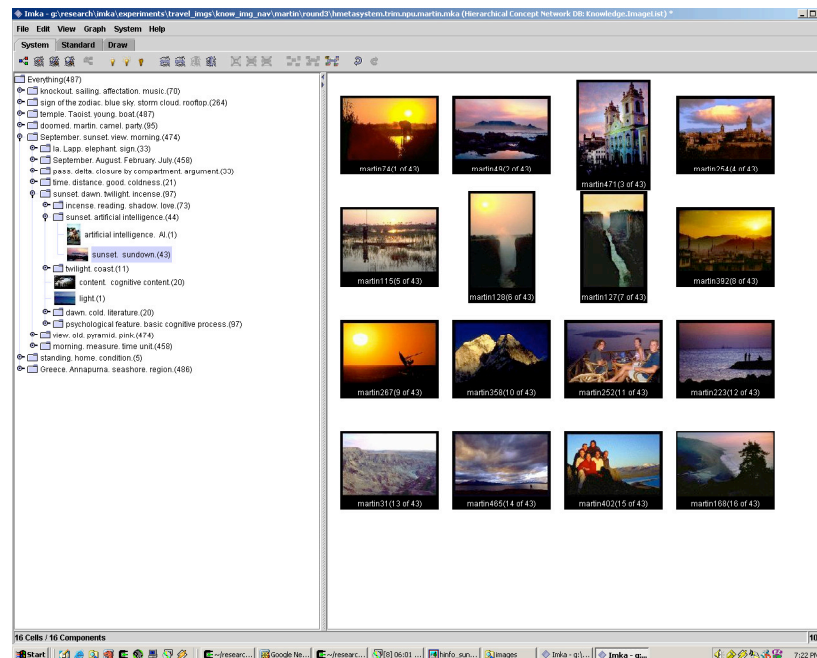 Imka - g:\research\imka\experiments\travel_imgs\know_img_nav\martin\round3\hmetasystem.trim.npu.martin.mka (Hierarchical Concept Network DB: Knowledge.ImageList) *
File Edit View Graph System Help
System Standard Draw
Everything(487)
knockout. sailing. affectation. music.(70)
sign of the zodiac. blue sky. storm cloud. rooftop.(264)
temple. Taoist. young. boat.(487)
doomed. martin. camel. party.(95)
September. sunset. view. morning.(474)
la. Lapp. elephant. sign.(33)
September. August. February. July.(458)
pass. delta. closure by compartment. argument.(33)
time. distance. good. coldness.(21)
sunset. dawn. twilight. incense.(97)
incense. reading. shadow. love.(73)
sunset. artificial intelligence.(44)
artificial intelligence. AI.(1)
sunset. sundown.(43)
twilight. coast.(11)
content. cognitive content.(20)
light.(1)
dawn. cold. literature.(20)
psychological feature. basic cognitive process.(97)
view. old. pyramid. pink.(474)
morning. measure. time unit.(458)
standing. home. condition.(5)
Greece. Annapurna. seashore. region.(486)
martin74(1 of 43) martin49(2 of 43) martin471(3 of 43) martin254(4 of 43)
martin115(5 of 43) martin128(6 of 43) martin127(7 of 43) martin392(8 of 43)
martin267(9 of 43) martin358(10 of 43) martin252(11 of 43) martin223(12 of 43)
martin31(13 of 43) martin465(14 of 43) martin402(15 of 43) martin168(16 of 43)
16 Cells / 16 Components 10
Start ~/researc... Google Ne... ~/researc... [8] 06:01 ... hinfo_sun... images Imka - g:\... Imka - g:... 7:22 PM